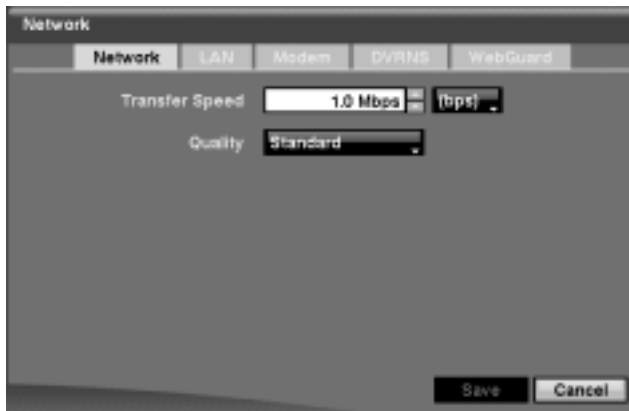 Network
Network LAN Modem DVRNS WebGuard
Transfer Speed 1.0 Mbps (bps)
Quality Standard
Save Cancel